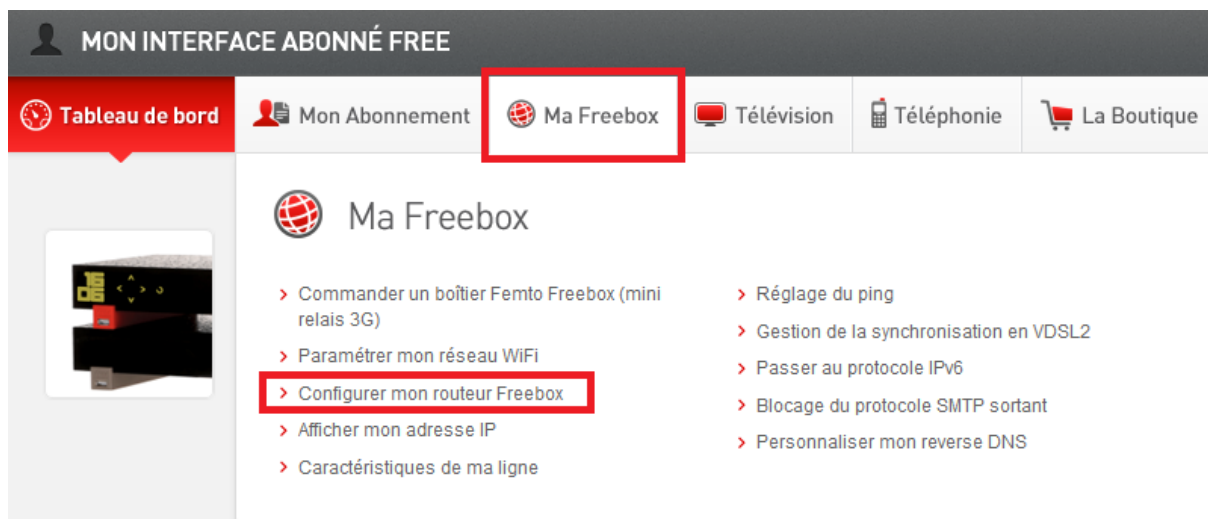 MON INTERFACE ABONNÉ FREE
Tableau de bord
Mon Abonnement
Ma Freebox
Télévision
Téléphonie
La Boutique
Ma Freebox
Commander un boîtier Femto Freebox (mini
relais 3G)
Paramétrer mon réseau WiFi
Configurer mon routeur Freebox
Afficher mon adresse IP
Caractéristiques de ma ligne
Réglage du ping
Gestion de la synchronisation en VDSL2
Passer au protocole IPv6
Blocage du protocole SMTP sortant
Personnaliser mon reverse DNS